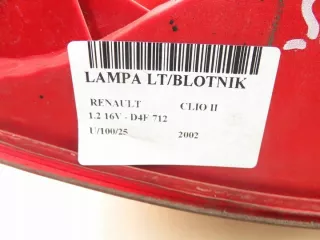 LAMPA LT/BLOTNIK
RENAULT CLIO II
1.2 16V - D4F 712
U/100/25 2002